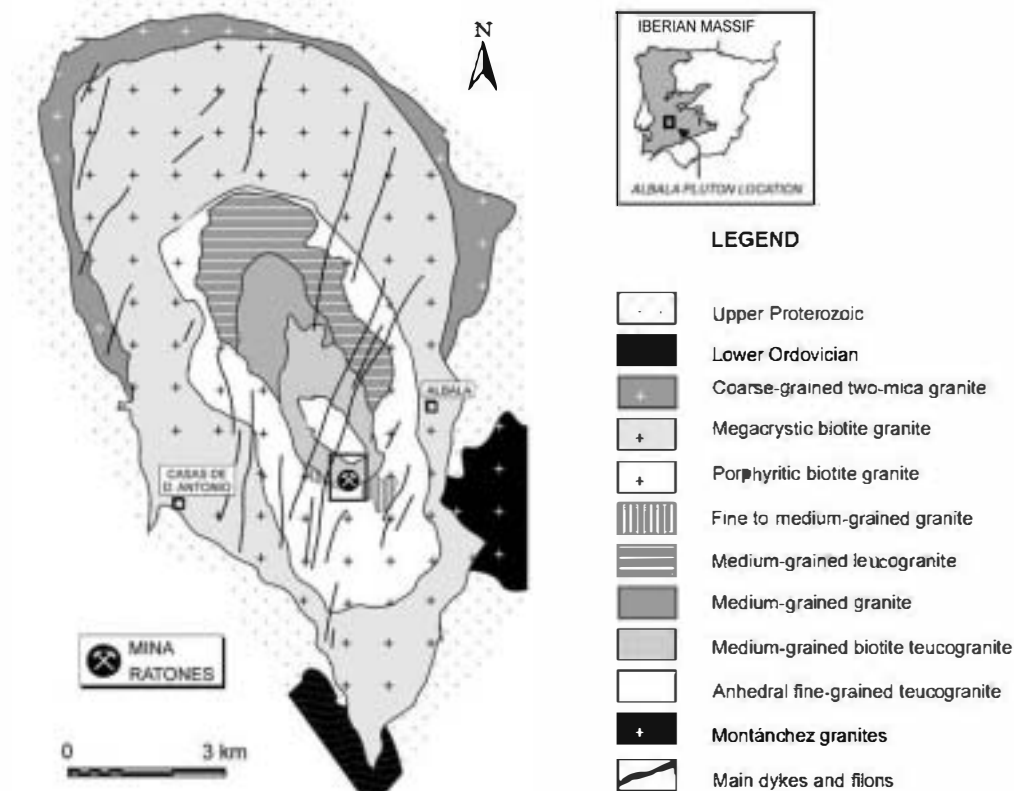 N
IBERIAN MASSIF
ALBALA PLUTON LOCATION
ALBALA
CASAS DE
D. ANTONIO
MINA
RATONES
0 3 km
LEGEND
Upper Proterozoic
Lower Ordovician
Coarse-grained two-mica granite
Megacrystic biotite granite
Porphyritic biotite granite
Fine to medium-grained granite
Medium-grained leucogranite
Medium-grained granite
Medium-grained biotite teucogranite
Anhedral fine-grained teucogranite
Montánchez granites
Main dykes and filons